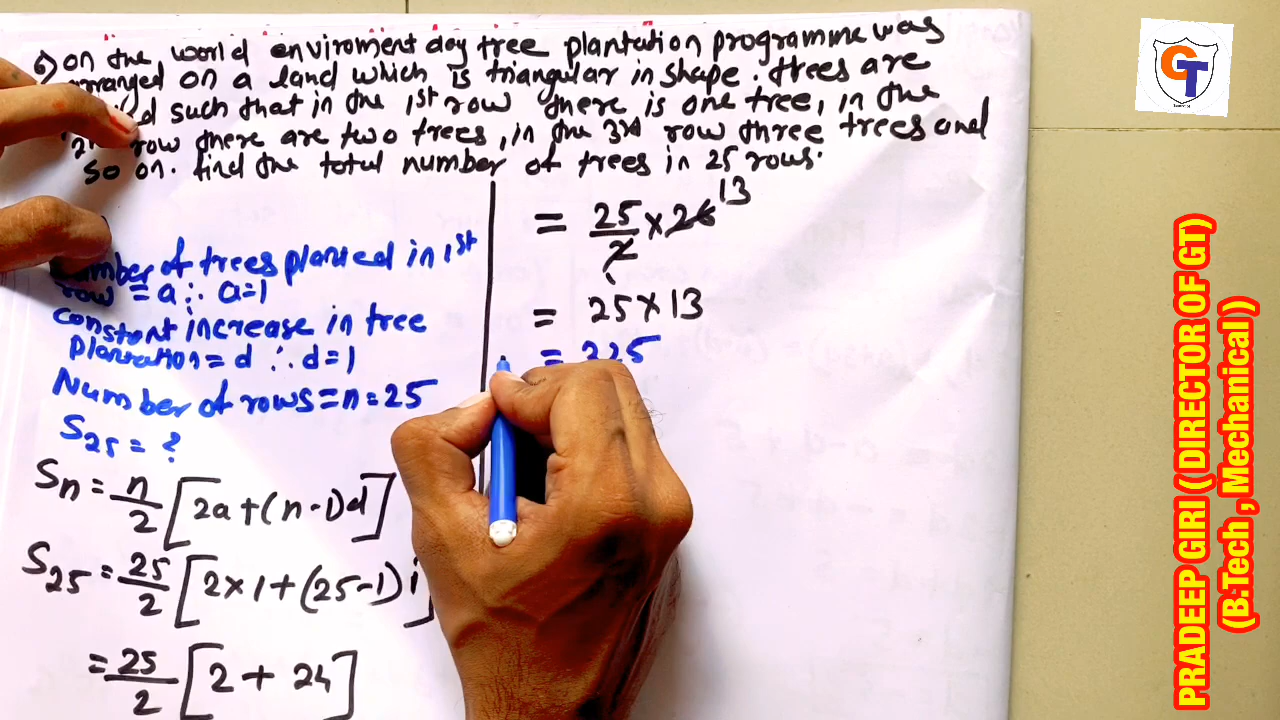 6) on the world enviroment day tree plantation programme was
arranged on a land which is triangular in shape. trees are
such that in the 1st row there is one tree, in the
row there are two trees, in the 3rd row three trees and
so on. find the total number of trees in 25 rows.
number of trees planted in 1st
row = a ∴ a=1
constant increase in tree
plantation = d ∴ d=1
Number of rows = n = 25
S25 = ?
Sn = n/2 [2a+(n-1)d]
S25 = 25/2 [2×1+(25-1)1]
= 25/2 [2 + 24]
= 25/2 × 26 13
= 25×13
= 325
GT
PRADEEP GIRI ( DIRECTOR OF GT)
(B.Tech , Mechanical )